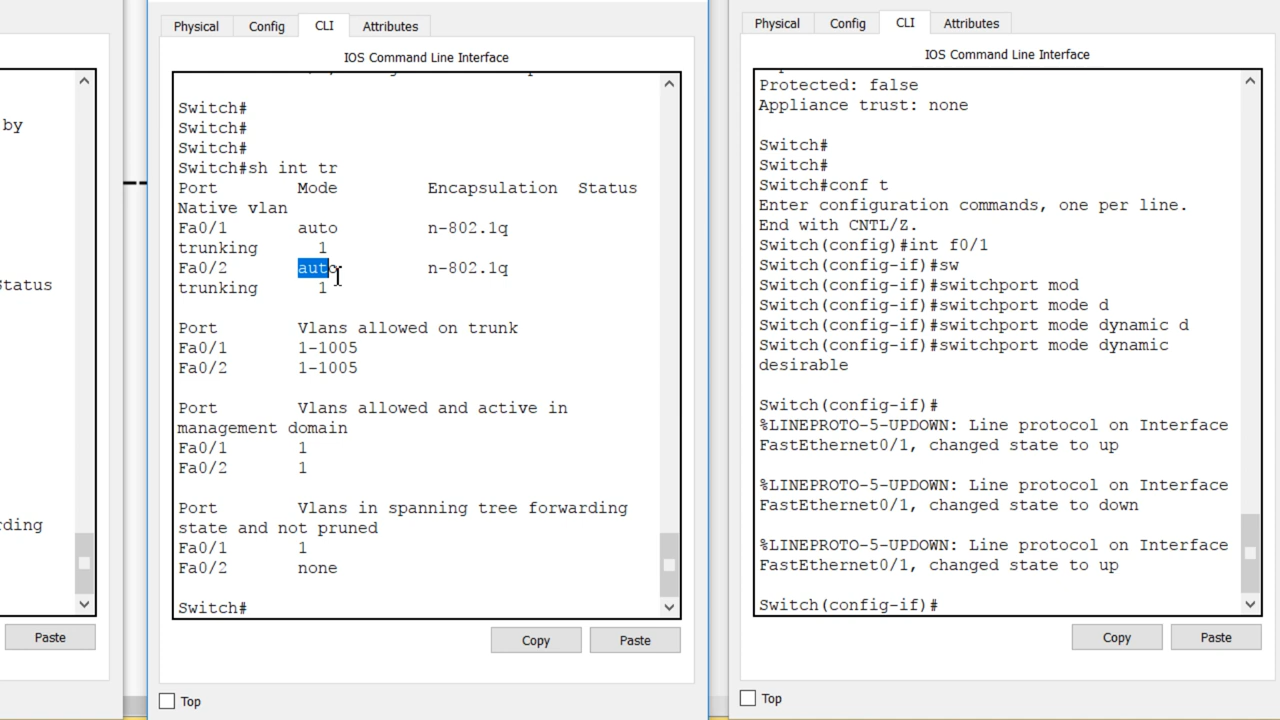 by
Status
rding
Paste
Physical Config CLI Attributes
IOS Command Line Interface
Switch#
Switch#
Switch#
Switch#sh int tr
Port Mode Encapsulation Status
Native vlan
Fa0/1 auto n-802.1q
trunking 1
Fa0/2 auto n-802.1q
trunking 1
Port Vlans allowed on trunk
Fa0/1 1-1005
Fa0/2 1-1005
Port Vlans allowed and active in
management domain
Fa0/1 1
Fa0/2 1
Port Vlans in spanning tree forwarding
state and not pruned
Fa0/1 1
Fa0/2 none
Switch#
Copy Paste
Top
Physical Config CLI Attributes
IOS Command Line Interface
Protected: false
Appliance trust: none
Switch#
Switch#
Switch#conf t
Enter configuration commands, one per line.
End with CNTL/Z.
Switch(config)#int f0/1
Switch(config-if)#sw
Switch(config-if)#switchport mod
Switch(config-if)#switchport mode d
Switch(config-if)#switchport mode dynamic d
Switch(config-if)#switchport mode dynamic
desirable
Switch(config-if)#
%LINEPROTO-5-UPDOWN: Line protocol on Interface
FastEthernet0/1, changed state to up
%LINEPROTO-5-UPDOWN: Line protocol on Interface
FastEthernet0/1, changed state to down
%LINEPROTO-5-UPDOWN: Line protocol on Interface
FastEthernet0/1, changed state to up
Switch(config-if)#
Copy Paste
Top